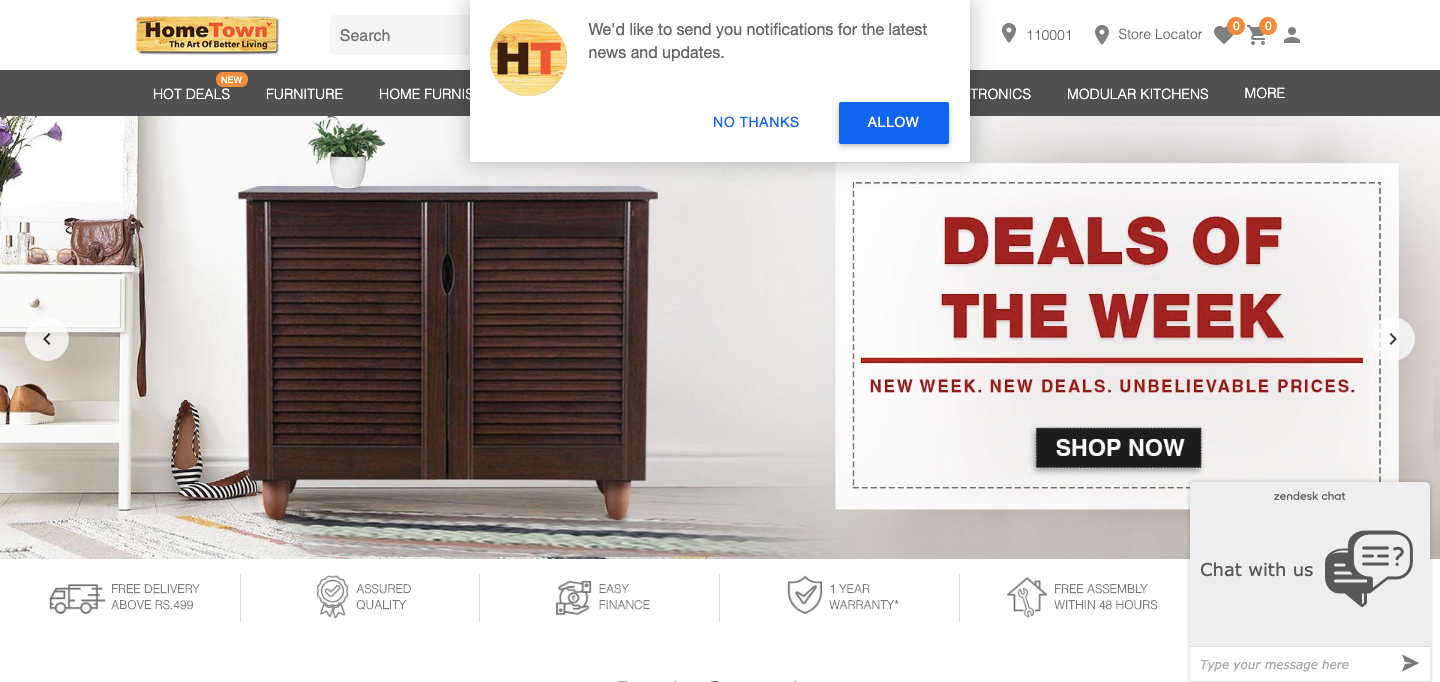 HomeTown
The Art Of Better Living
Search
We'd like to send you notifications for the latest
news and updates.
HT
NO THANKS
ALLOW
110001
Store Locator
0
0
NEW
HOT DEALS
FURNITURE
HOME FURNIS
TRONICS
MODULAR KITCHENS
MORE
DEALS OF
THE WEEK
NEW WEEK. NEW DEALS. UNBELIEVABLE PRICES.
SHOP NOW
zendesk chat
Chat with us
?
Type your message here
FREE DELIVERY
ABOVE RS.499
ASSURED
QUALITY
EASY
FINANCE
1 YEAR
WARRANTY*
FREE ASSEMBLY
WITHIN 48 HOURS